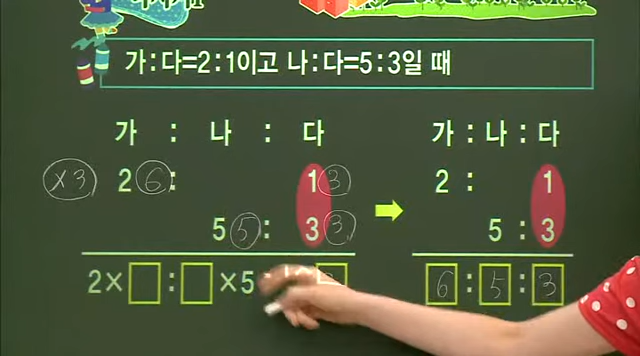 가:다=2:1이고 나:다=5:3일 때
가 : 나 : 다
×3 2 6 : 1 3
5 5 : 3 3
2×□:□×5
가:나:다
2 : 1
5 : 3
6:5:3